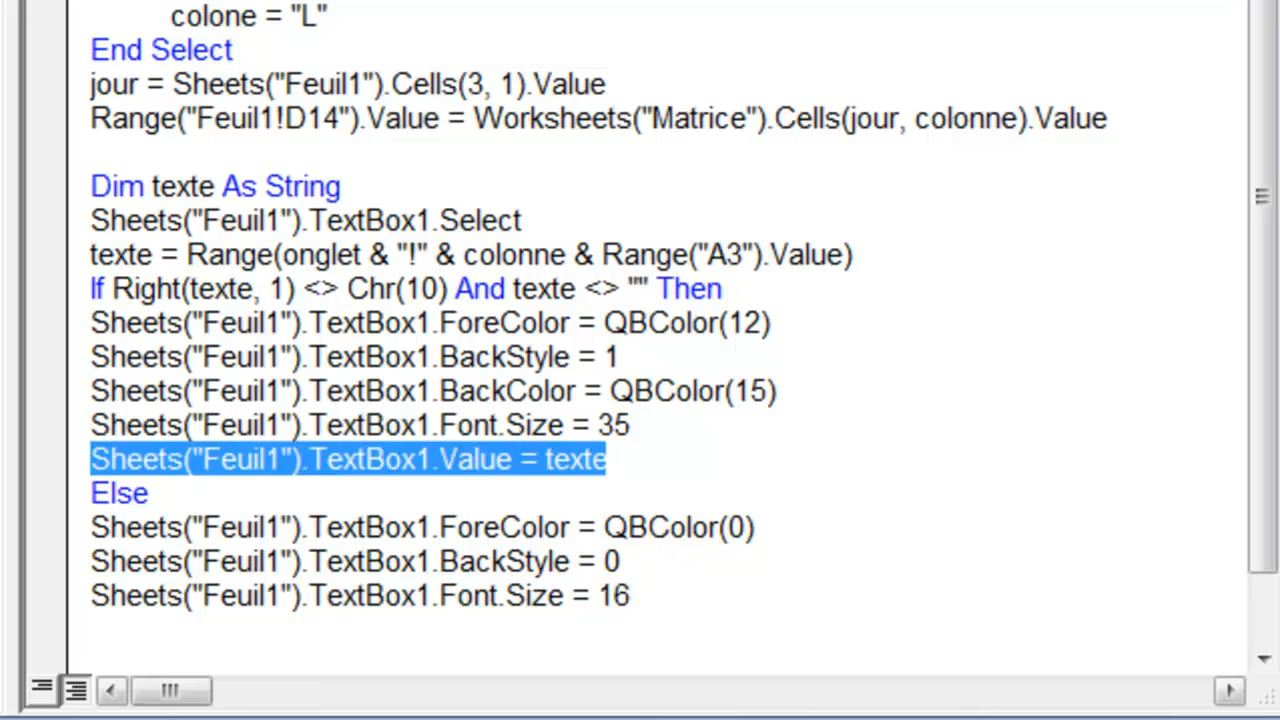 colone = "L"
End Select
jour = Sheets("Feuil1").Cells(3, 1).Value
Range("Feuil1!D14").Value = Worksheets("Matrice").Cells(jour, colonne).Value
Dim texte As String
Sheets("Feuil1").TextBox1.Select
texte = Range(onglet & "!" & colonne & Range("A3").Value)
If Right(texte, 1) <> Chr(10) And texte <> "" Then
Sheets("Feuil1").TextBox1.ForeColor = QBColor(12)
Sheets("Feuil1").TextBox1.BackStyle = 1
Sheets("Feuil1").TextBox1.BackColor = QBColor(15)
Sheets("Feuil1").TextBox1.Font.Size = 35
Sheets("Feuil1").TextBox1.Value = texte
Else
Sheets("Feuil1").TextBox1.ForeColor = QBColor(0)
Sheets("Feuil1").TextBox1.BackStyle = 0
Sheets("Feuil1").TextBox1.Font.Size = 16